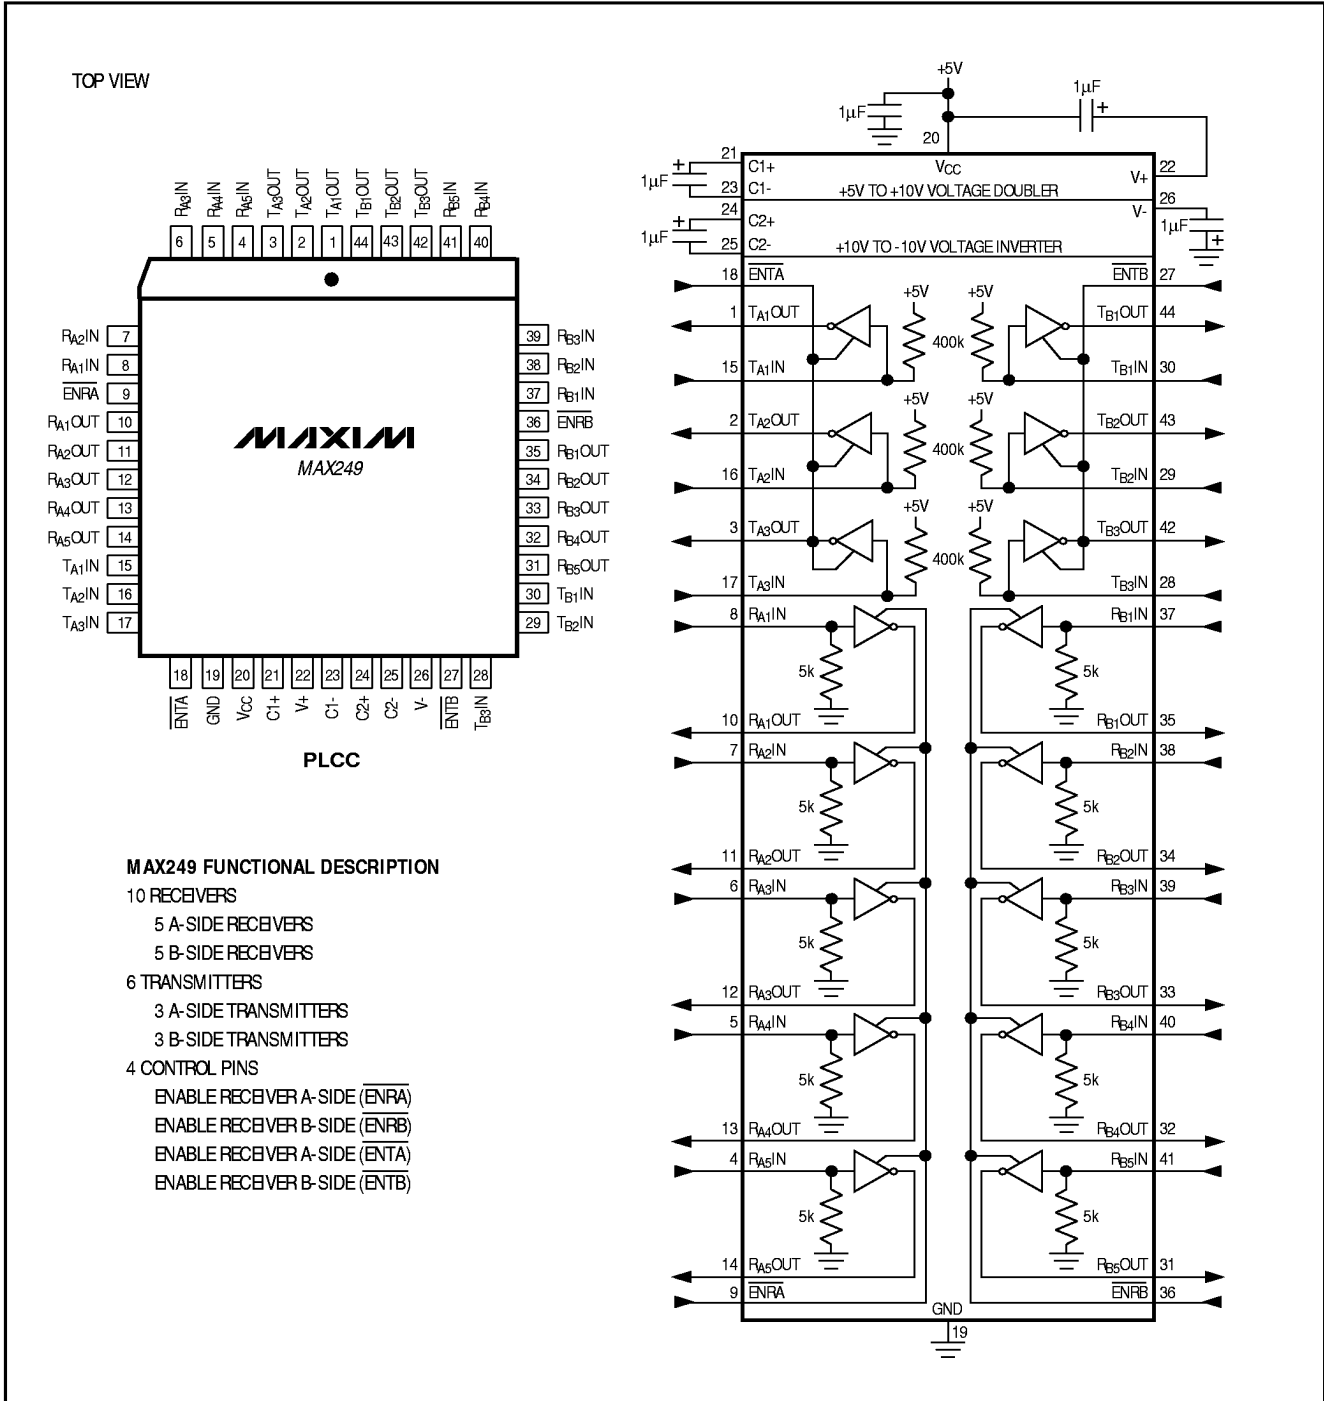 TOP VIEW
RA3IN
RA4IN
RA5IN
TA3OUT
TA2OUT
TA1OUT
TB1OUT
TB2OUT
TB3OUT
RB5IN
RB4IN
6 5 4 3 2 1 44 43 42 41 40
RA2IN 7
RA1IN 8
ENRA 9
RA1OUT 10
RA2OUT 11
RA3OUT 12
RA4OUT 13
RA5OUT 14
TA1IN 15
TA2IN 16
TA3IN 17
MAXIM
MAX249
39 RB3IN
38 RB2IN
37 RB1IN
36 ENRB
35 RB1OUT
34 RB2OUT
33 RB3OUT
32 RB4OUT
31 RB5OUT
30 TB1IN
29 TB2IN
18 19 20 21 22 23 24 25 26 27 28
ENTA
GND
VCC
C1+
V+
C1-
C2+
C2-
V-
ENTB
TB3IN
PLCC
MAX249 FUNCTIONAL DESCRIPTION
10 RECEIVERS
5 A-SIDE RECEIVERS
5 B-SIDE RECEIVERS
6 TRANSMITTERS
3 A-SIDE TRANSMITTERS
3 B-SIDE TRANSMITTERS
4 CONTROL PINS
ENABLE RECEIVER A-SIDE (ENRA)
ENABLE RECEIVER B-SIDE (ENRB)
ENABLE RECEIVER A-SIDE (ENTA)
ENABLE RECEIVER B-SIDE (ENTB)
+5V
1µF
1µF +
20
21 C1+ VCC V+ 22
+ 1µF
23 C1- +5V TO +10V VOLTAGE DOUBLER
24 C2+ V- 26
+ 1µF
1µF +
25 C2- +10V TO -10V VOLTAGE INVERTER
18 ENTA ENTB 27
+5V +5V
1 TA1OUT TB1OUT 44
400k
15 TA1IN TB1IN 30
+5V +5V
2 TA2OUT TB2OUT 43
400k
16 TA2IN TB2IN 29
+5V +5V
3 TA3OUT TB3OUT 42
400k
17 TA3IN TB3IN 28
8 RA1IN RB1IN 37
5k 5k
10 RA1OUT RB1OUT 35
7 RA2IN RB2IN 38
5k 5k
11 RA2OUT RB2OUT 34
6 RA3IN RB3IN 39
5k 5k
12 RA3OUT RB3OUT 33
5 RA4IN RB4IN 40
5k 5k
13 RA4OUT RB4OUT 32
4 RA5IN RB5IN 41
5k 5k
14 RA5OUT RB5OUT 31
9 ENRA ENRB 36
GND
19